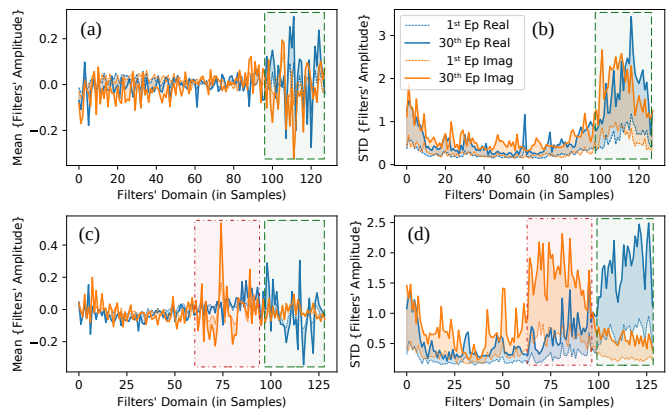 (a)
Mean {Filters' Amplitude}
0.2
0.0
−0.2
0 20 40 60 80 100 120
Filters' Domain (in Samples)
(b)
STD {Filters' Amplitude}
3
2
1
0
1st Ep Real
30th Ep Real
1st Ep Imag
30th Ep Imag
0 20 40 60 80 100 120
Filters' Domain (in Samples)
(c)
Mean {Filters' Amplitude}
0.4
0.2
0.0
−0.2
0 25 50 75 100 125
Filters' Domain (in Samples)
(d)
STD {Filters' Amplitude}
2.5
2.0
1.5
1.0
0.5
0 25 50 75 100 125
Filters' Domain (in Samples)